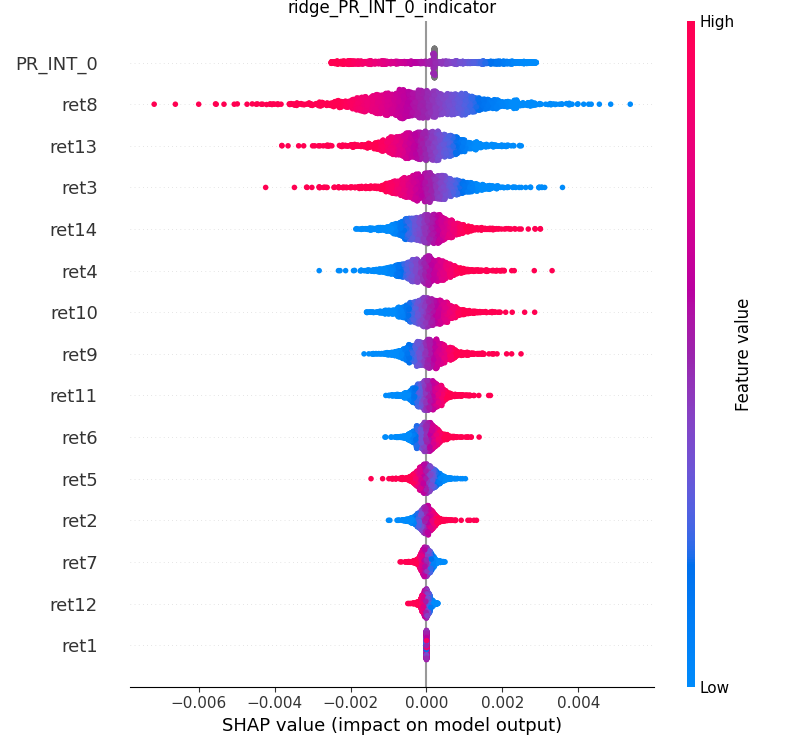 ridge_PR_INT_0_indicator
High
PR_INT_0
ret8
ret13
ret3
ret14
ret4
ret10
ret9
ret11
ret6
ret5
ret2
ret7
ret12
ret1
Feature value
Low
−0.006 −0.004 −0.002 0.000 0.002 0.004
SHAP value (impact on model output)